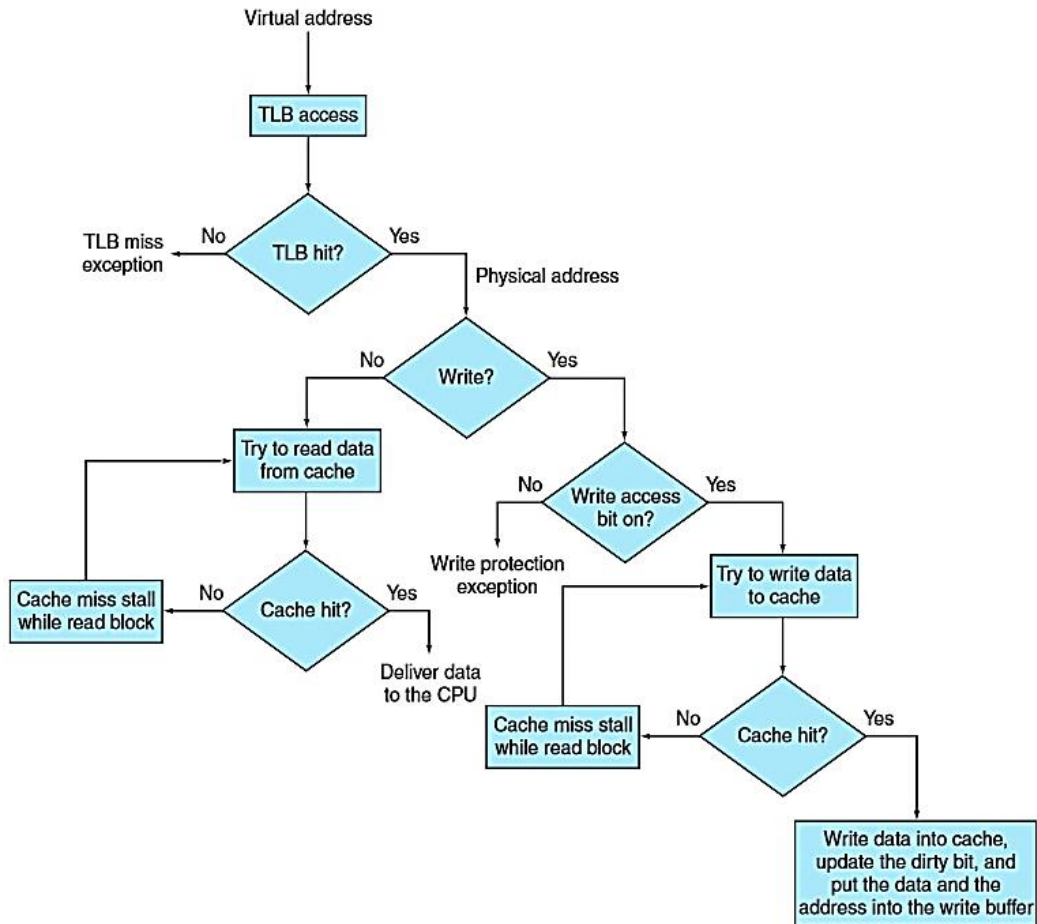 Virtual address
TLB access
TLB hit?
No
Yes
TLB miss
exception
Physical address
Write?
No
Yes
Try to read data
from cache
Write access
bit on?
No
Yes
Write protection
exception
Try to write data
to cache
Cache hit?
No
Yes
Cache miss stall
while read block
Deliver data
to the CPU
Cache hit?
No
Yes
Cache miss stall
while read block
Write data into cache,
update the dirty bit, and
put the data and the
address into the write buffer